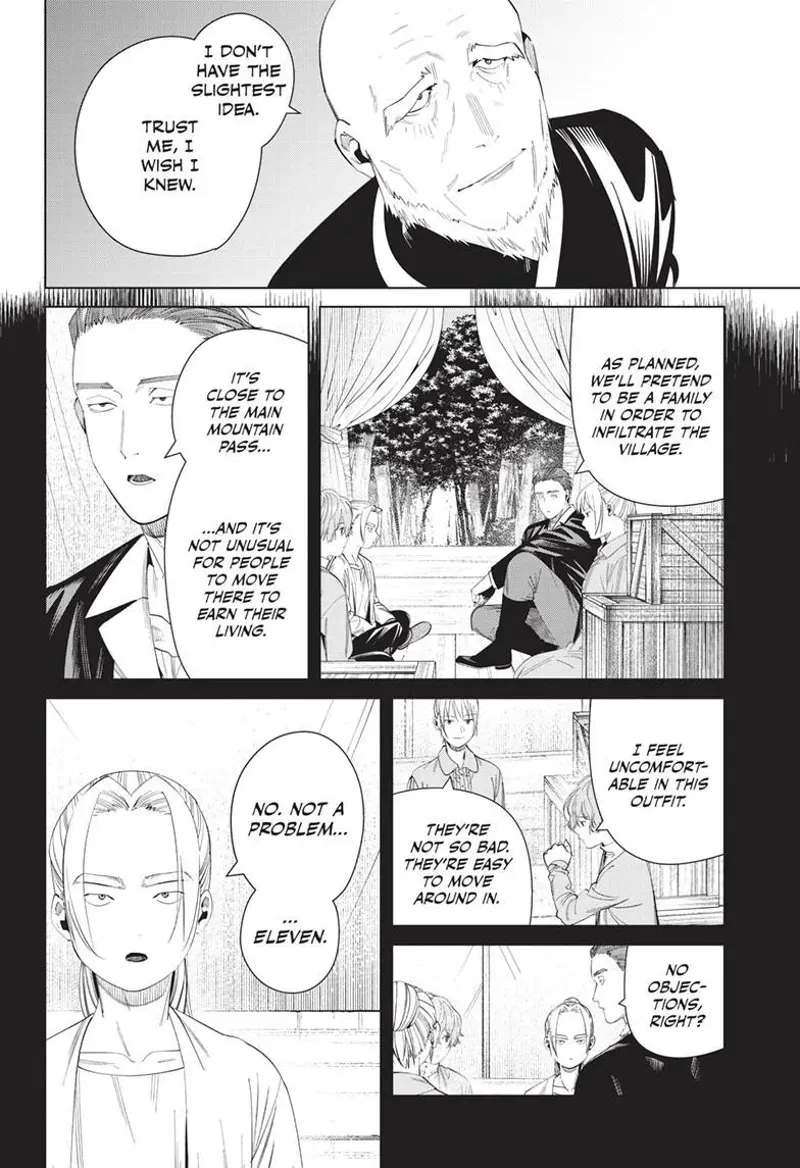 I DON'T
HAVE THE
SLIGHTEST
IDEA.
TRUST
ME, I
WISH I
KNEW.
AS PLANNED,
WE'LL PRETEND
TO BE A FAMILY
IN ORDER TO
INFILTRATE THE
VILLAGE.
IT'S
CLOSE TO
THE MAIN
MOUNTAIN
PASS...
...AND IT'S
NOT UNUSUAL
FOR PEOPLE
TO MOVE
THERE TO
EARN THEIR
LIVING.
I FEEL
UNCOMFORT-
ABLE IN THIS
OUTFIT.
THEY'RE
NOT SO BAD.
THEY'RE EASY
TO MOVE
AROUND IN.
NO
OBJEC-
TIONS,
RIGHT?
NO. NOT A
PROBLEM...
...
ELEVEN.